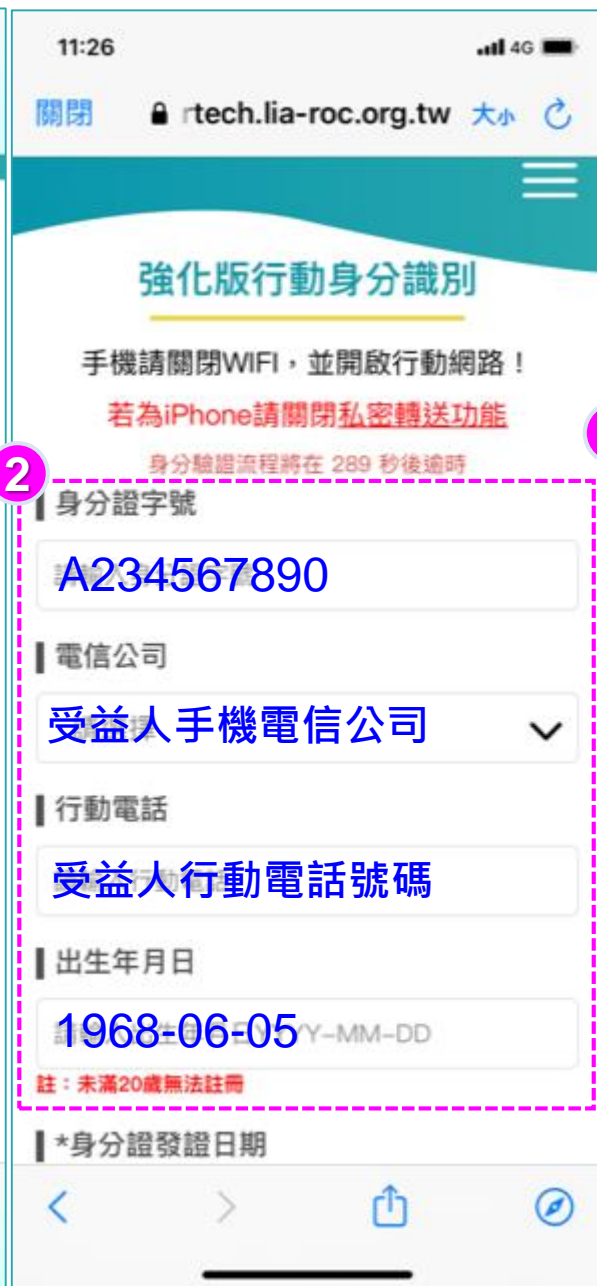 11:26
4G
關閉
rtech.lia-roc.org.tw
大小
強化版行動身分識別
手機請關閉WIFI，並開啟行動網路！
若為iPhone請關閉私密轉送功能
身分驗證流程將在 289 秒後逾時
2
身分證字號
A234567890
電信公司
受益人手機電信公司
行動電話
受益人行動電話號碼
出生年月日
1968-06-05
YY-MM-DD
註：未滿20歲無法註冊
*身分證發證日期